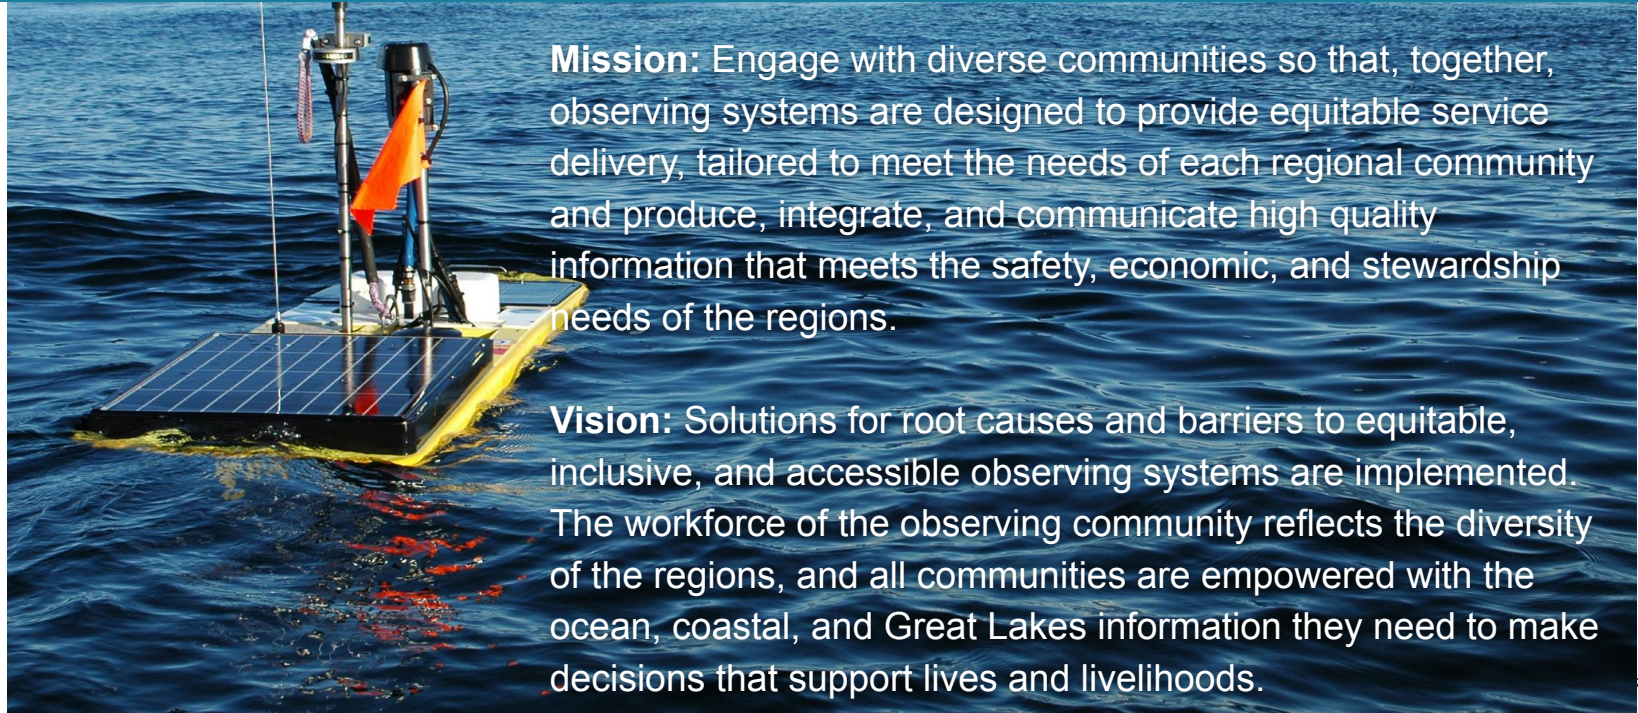 Mission: Engage with diverse communities so that, together,
observing systems are designed to provide equitable service
delivery, tailored to meet the needs of each regional community
and produce, integrate, and communicate high quality
information that meets the safety, economic, and stewardship
needs of the regions.
Vision: Solutions for root causes and barriers to equitable,
inclusive, and accessible observing systems are implemented.
The workforce of the observing community reflects the diversity
of the regions, and all communities are empowered with the
ocean, coastal, and Great Lakes information they need to make
decisions that support lives and livelihoods.